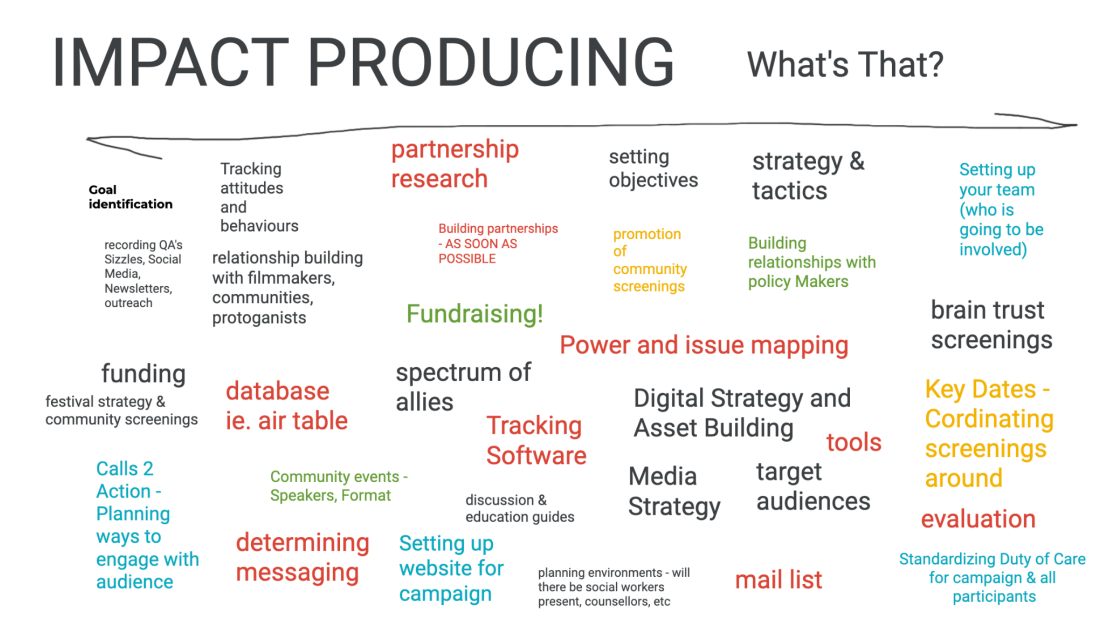 IMPACT PRODUCING
What's That?
Goal
identification
Tracking
attitudes
and
behaviours
partnership
research
setting
objectives
strategy &
tactics
Setting up
your team
(who is
going to be
involved)
recording QA's
Sizzles, Social
Media,
Newsletters,
outreach
relationship building
with filmmakers,
communities,
protoganists
Building partnerships
- AS SOON AS
POSSIBLE
promotion
of
community
screenings
Building
relationships with
policy Makers
Fundraising!
brain trust
screenings
Power and issue mapping
funding
festival strategy &
community screenings
database
ie. air table
spectrum of
allies
Tracking
Software
Digital Strategy and
Asset Building
tools
Key Dates -
Cordinating
screenings
around
Calls 2
Action -
Planning
ways to
engage with
audience
Community events -
Speakers, Format
discussion &
education guides
Media
Strategy
target
audiences
evaluation
determining
messaging
Setting up
website for
campaign
planning environments - will
there be social workers
present, counsellors, etc
mail list
Standardizing Duty of Care
for campaign & all
participants